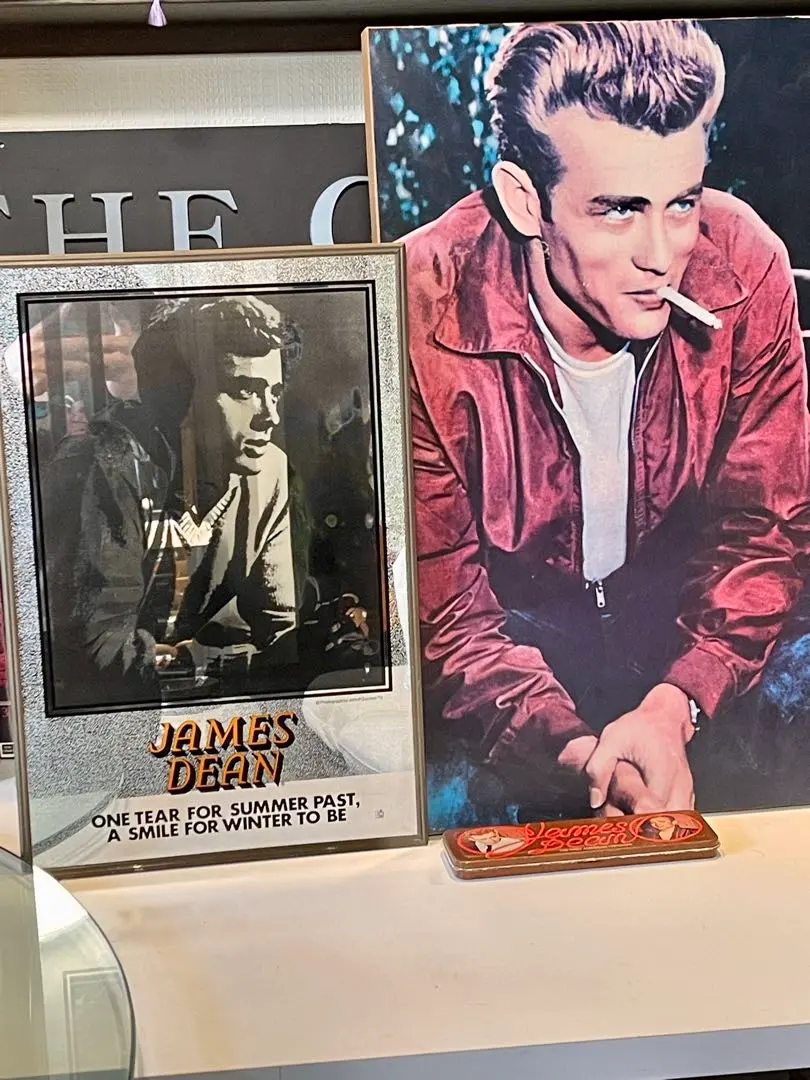 THE
JAMES
DEAN
ONE TEAR FOR SUMMER PAST,
A SMILE FOR WINTER TO BE
James
Dean